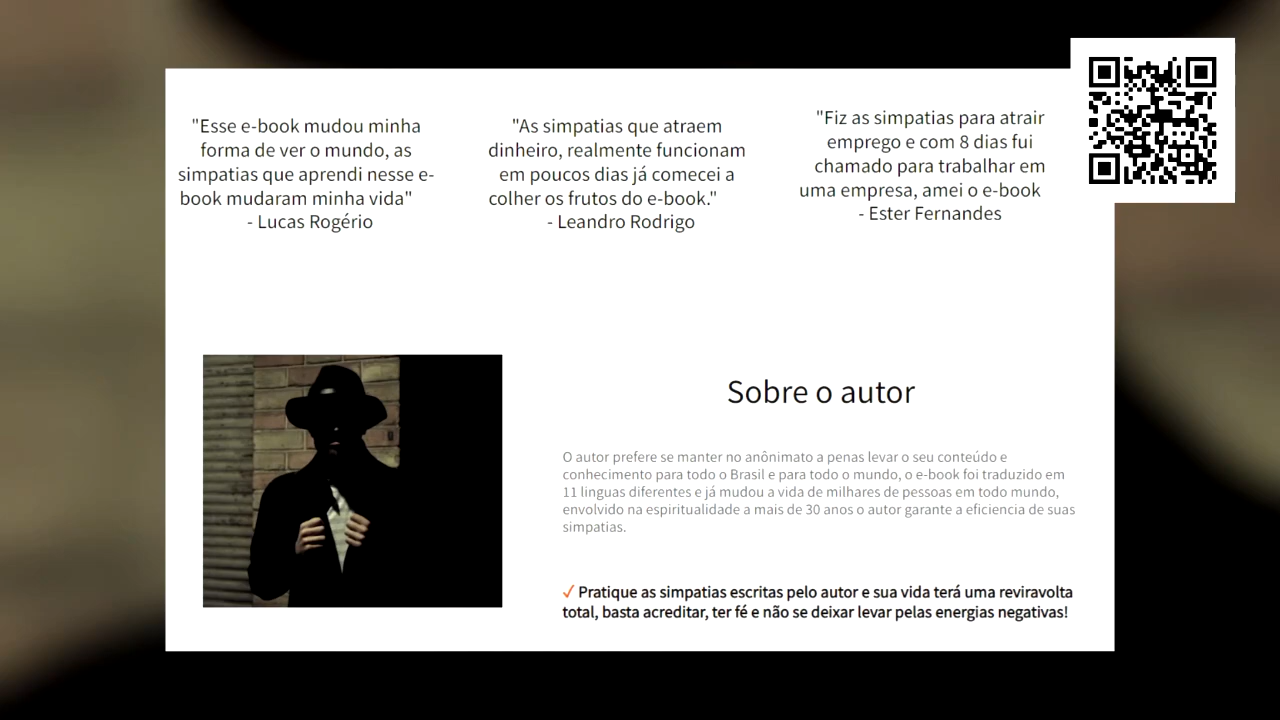 "Esse e-book mudou minha
forma de ver o mundo, as
simpatias que aprendi nesse e-
book mudaram minha vida"
- Lucas Rogério
"As simpatias que atraem
dinheiro, realmente funcionam
em poucos dias já comecei a
colher os frutos do e-book."
- Leandro Rodrigo
"Fiz as simpatias para atrair
emprego e com 8 dias fui
chamado para trabalhar em
uma empresa, amei o e-book
- Ester Fernandes
Sobre o autor
O autor prefere se manter no anônimato a penas levar o seu conteúdo e
conhecimento para todo o Brasil e para todo o mundo, o e-book foi traduzido em
11 linguas diferentes e já mudou a vida de milhares de pessoas em todo mundo,
envolvido na espiritualidade a mais de 30 anos o autor garante a eficiencia de suas
simpatias.
✓ Pratique as simpatias escritas pelo autor e sua vida terá uma reviravolta
total, basta acreditar, ter fé e não se deixar levar pelas energias negativas!